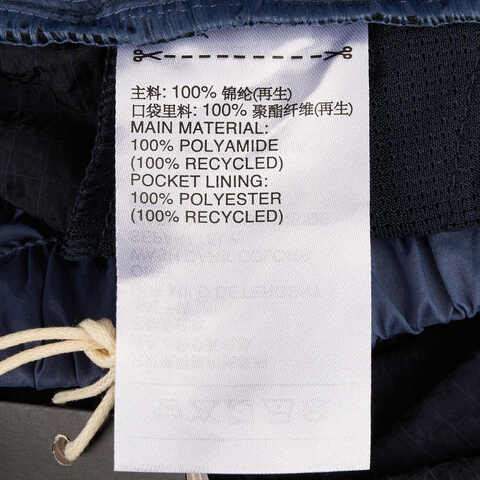 主料: 100% 锦纶(再生)
口袋里料: 100% 聚酯纤维(再生)
MAIN MATERIAL:
100% POLYAMIDE
(100% RECYCLED)
POCKET LINING:
100% POLYESTER
(100% RECYCLED)